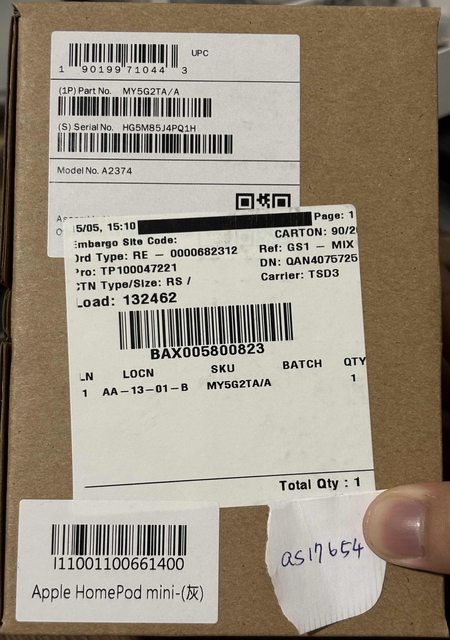 UPC
1 90199 71044 3
(1P) Part No. MY5G2TA/A
(S) Serial No. HG5M85J4PQ1H
Model No. A2374
5/05, 15:10 Page: 1
Embargo Site Code: CARTON: 90/20
Ord Type: RE - 0000682312 Ref: GS1 - MIX
Pro: TP100047221 DN: QAN4075725
CTN Type/Size: RS / Carrier: TSD3
Load: 132462
BAX005800823
LN LOCN SKU BATCH QTY
1 AA-13-01-B MY5G2TA/A 1
Total Qty : 1
I11001100661400
Apple HomePod mini-(灰)
as17654